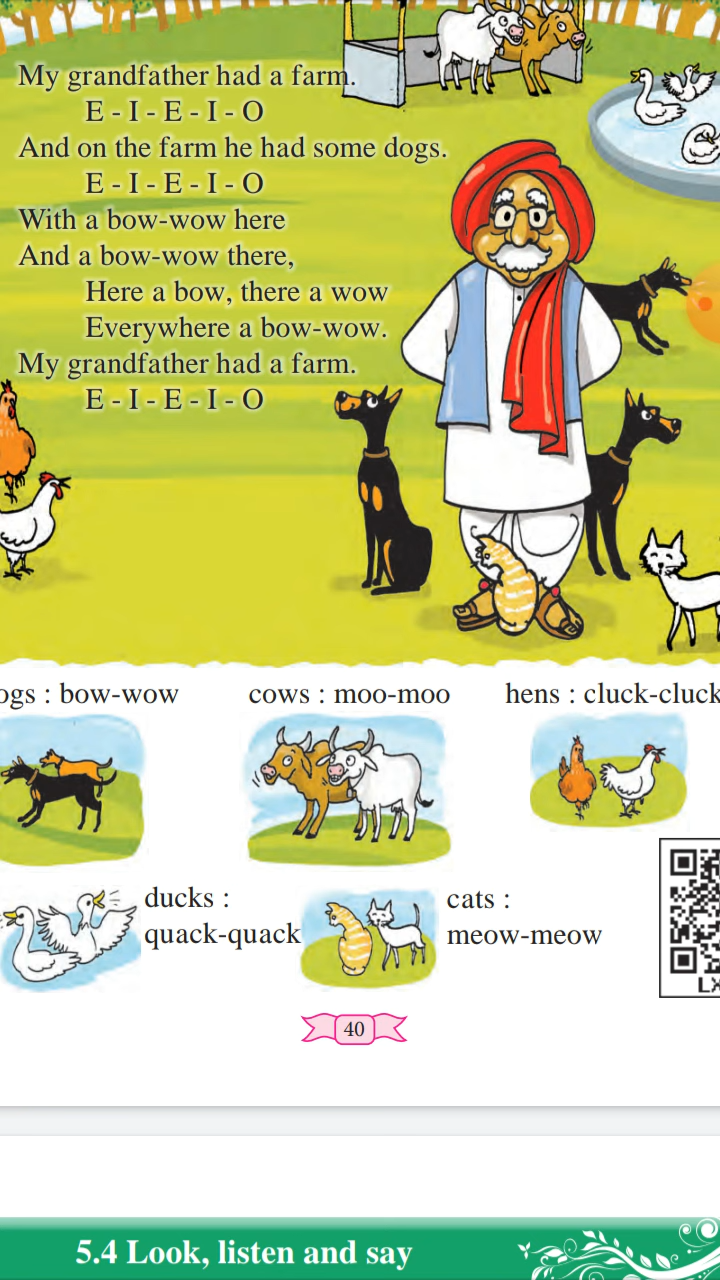 My grandfather had a farm.
E - I - E - I - O
And on the farm he had some dogs.
E - I - E - I - O
With a bow-wow here
And a bow-wow there,
Here a bow, there a wow
Everywhere a bow-wow.
My grandfather had a farm.
E - I - E - I - O
ogs : bow-wow cows : moo-moo hens : cluck-cluck
ducks :
quack-quack
cats :
meow-meow
LX
40
5.4 Look, listen and say